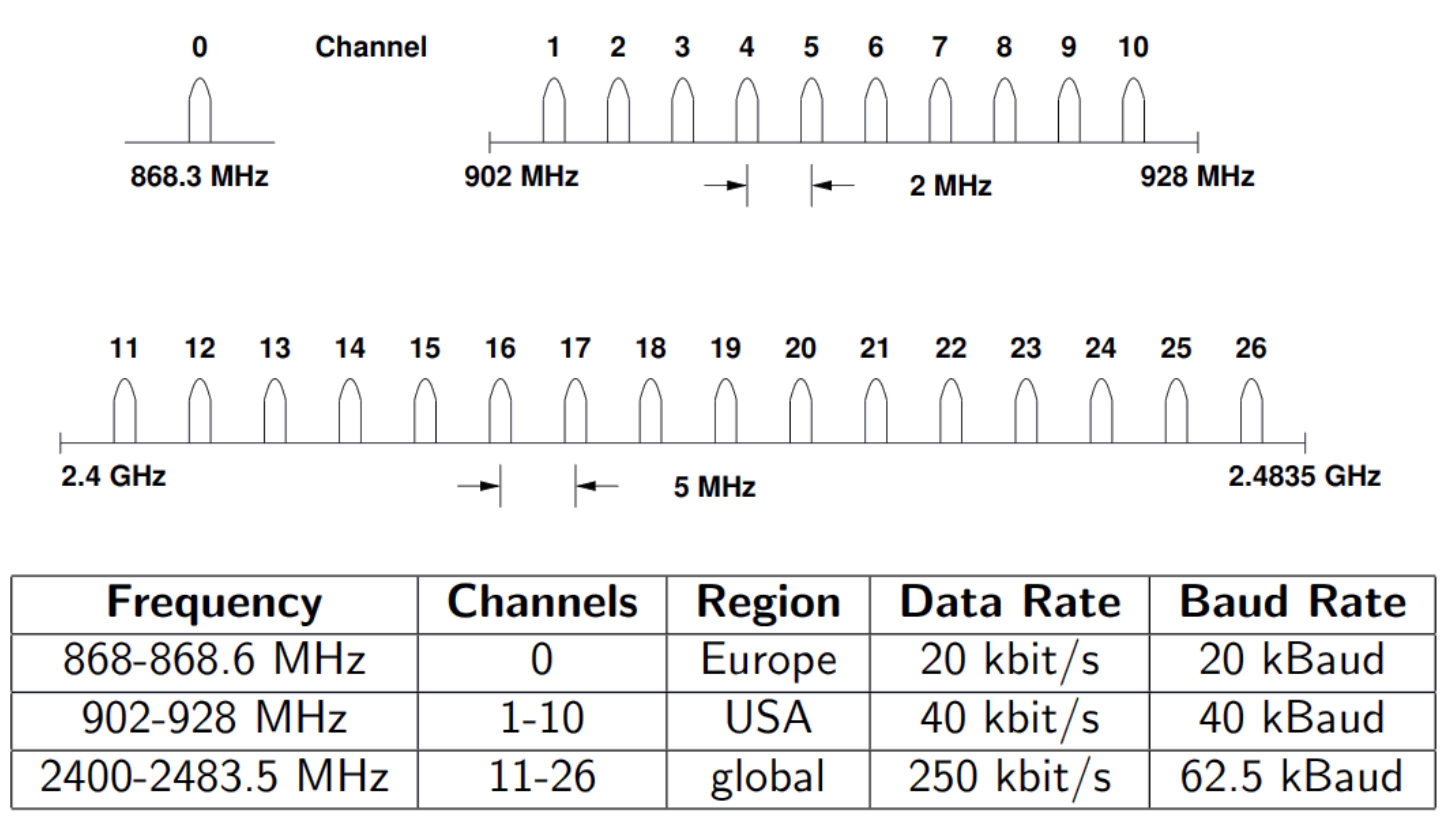 0 Channel 1 2 3 4 5 6 7 8 9 10
868.3 MHz 902 MHz 2 MHz 928 MHz
11 12 13 14 15 16 17 18 19 20 21 22 23 24 25 26
2.4 GHz 5 MHz 2.4835 GHz
Frequency Channels Region Data Rate Baud Rate
868-868.6 MHz 0 Europe 20 kbit/s 20 kBaud
902-928 MHz 1-10 USA 40 kbit/s 40 kBaud
2400-2483.5 MHz 11-26 global 250 kbit/s 62.5 kBaud